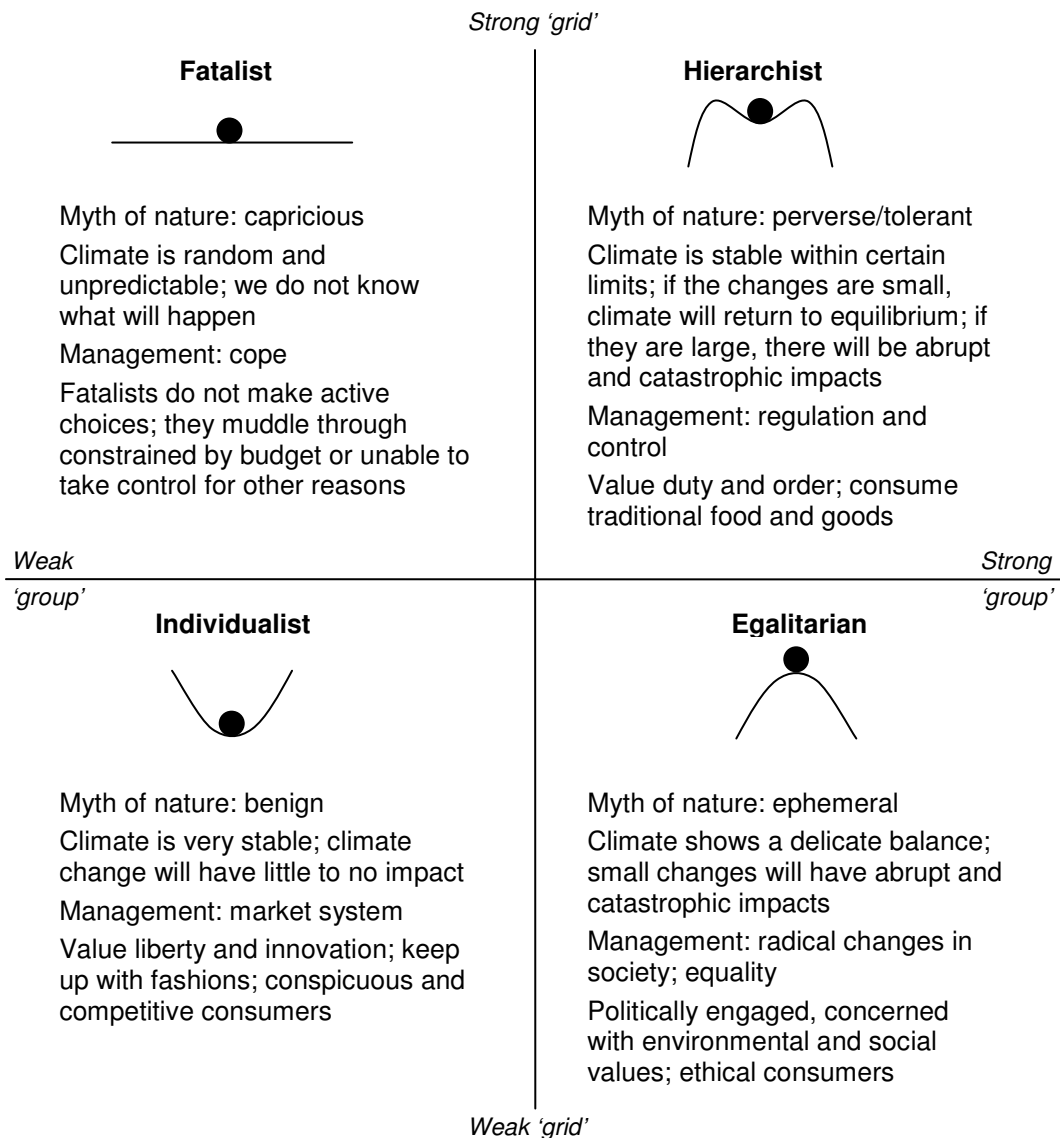 Strong ‘grid’
Fatalist
Myth of nature: capricious
Climate is random and
unpredictable; we do not know
what will happen
Management: cope
Fatalists do not make active
choices; they muddle through
constrained by budget or unable to
take control for other reasons
Hierarchist
Myth of nature: perverse/tolerant
Climate is stable within certain
limits; if the changes are small,
climate will return to equilibrium; if
they are large, there will be abrupt
and catastrophic impacts
Management: regulation and
control
Value duty and order; consume
traditional food and goods
Weak
‘group’
Strong
‘group’
Individualist
Myth of nature: benign
Climate is very stable; climate
change will have little to no impact
Management: market system
Value liberty and innovation; keep
up with fashions; conspicuous and
competitive consumers
Egalitarian
Myth of nature: ephemeral
Climate shows a delicate balance;
small changes will have abrupt and
catastrophic impacts
Management: radical changes in
society; equality
Politically engaged, concerned
with environmental and social
values; ethical consumers
Weak ‘grid’